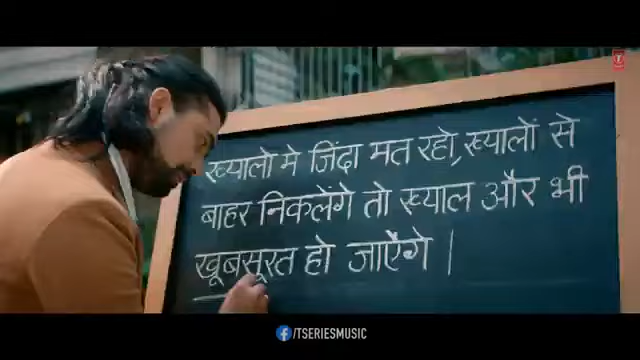 T
ख्यालो मे जिंदा मत रहो, ख्यालों से
बाहर निकलेंगे तो ख्याल और भी
खूबसूरत हो जाऐंगे |
/TSERIESMUSIC